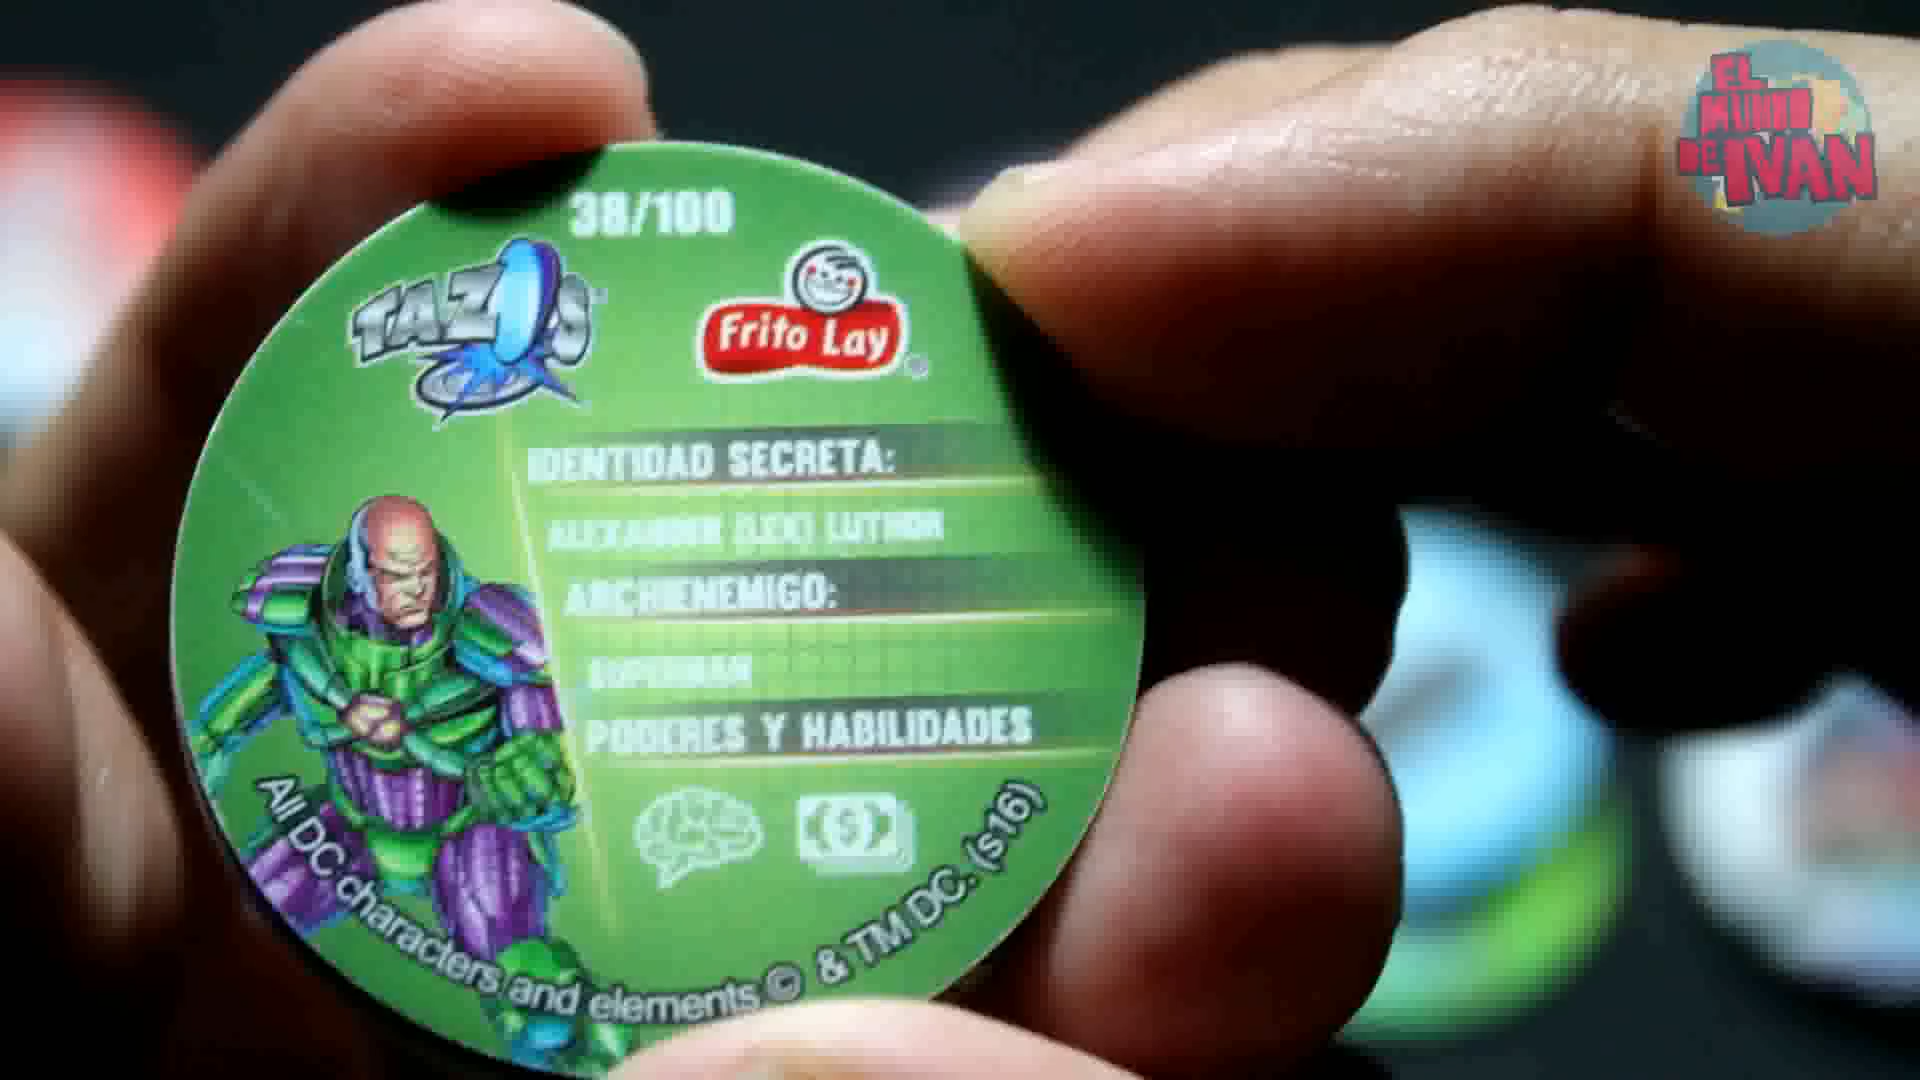 EL
MUNDO
DE IVÁN
38/100
TAZOS
Frito Lay
IDENTIDAD SECRETA:
ALEXANDER (LEX) LUTHOR
ARCHIENEMIGO:
SUPERMAN
PODERES Y HABILIDADES
All DC characters and elements © & TM DC. (s16)